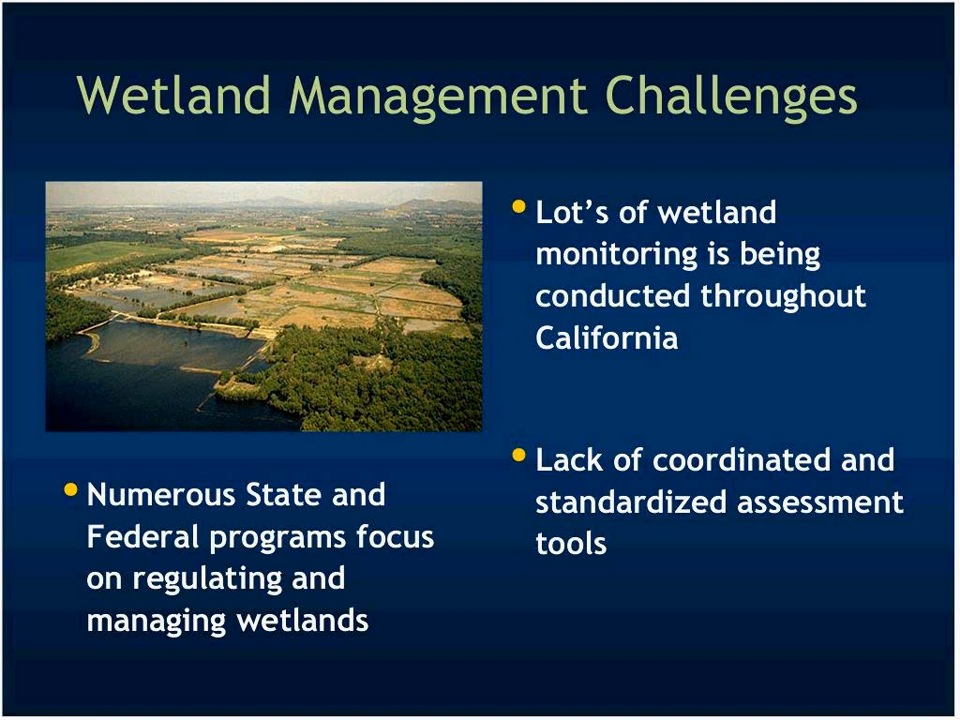 Wetland Management Challenges
• Lot’s of wetland
monitoring is being
conducted throughout
California
• Lack of coordinated and
standardized assessment
tools
• Numerous State and
Federal programs focus
on regulating and
managing wetlands